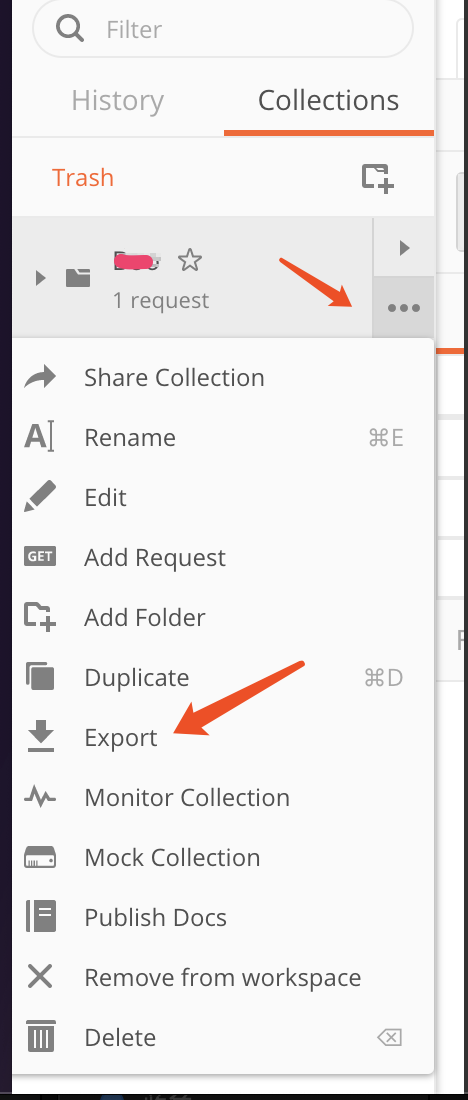 Filter
History
Collections
Trash
1 request
Share Collection
Rename ⌘E
Edit
GET Add Request
Add Folder
Duplicate ⌘D
Export
Monitor Collection
Mock Collection
Publish Docs
Remove from workspace
Delete